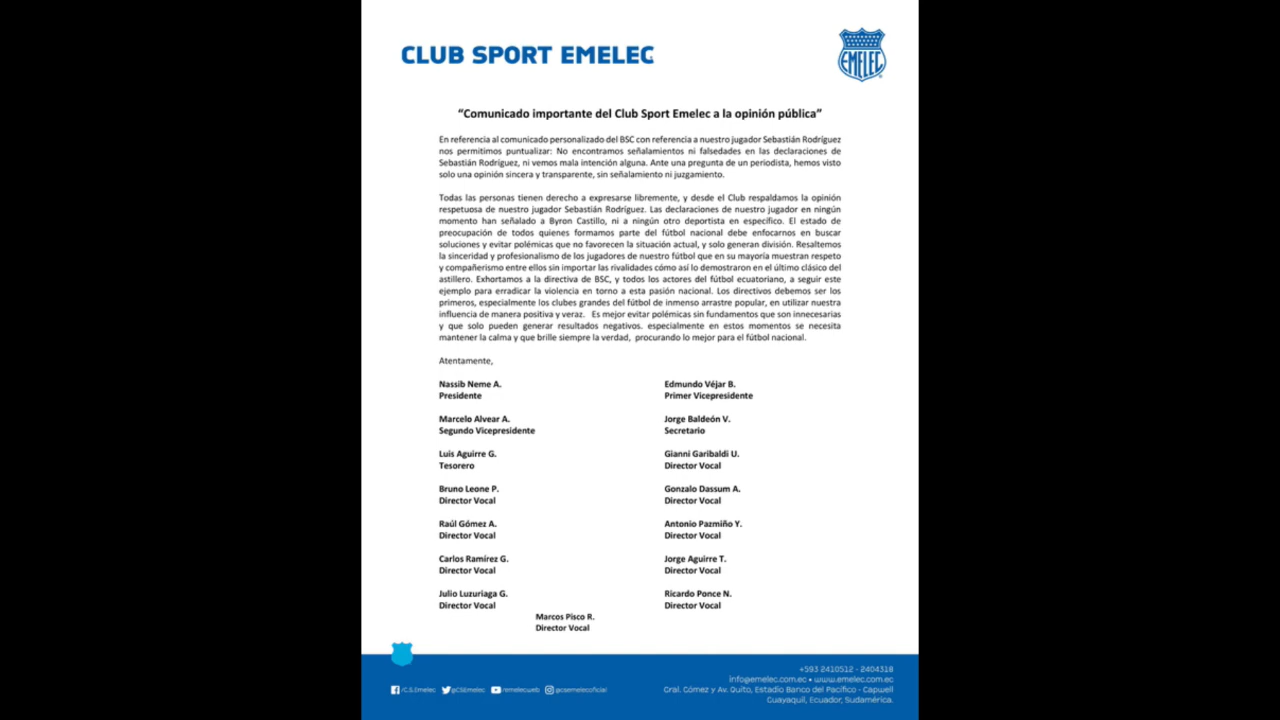 CLUB SPORT EMELEC
EMELEC
“Comunicado importante del Club Sport Emelec a la opinión pública”
En referencia al comunicado personalizado del BSC con referencia a nuestro jugador Sebastián Rodríguez
nos permitimos puntualizar: No encontramos señalamientos ni falsedades en las declaraciones de
Sebastián Rodríguez, ni vemos mala intención alguna. Ante una pregunta de un periodista, hemos visto
solo una opinión sincera y transparente, sin señalamiento ni juzgamiento.
Todas las personas tienen derecho a expresarse libremente, y desde el Club respaldamos la opinión
respetuosa de nuestro jugador Sebastián Rodríguez. Las declaraciones de nuestro jugador en ningún
momento han señalado a Byron Castillo, ni a ningún otro deportista en específico. El estado de
preocupación de todos quienes formamos parte del fútbol nacional debe enfocarnos en buscar
soluciones y evitar polémicas que no favorecen la situación actual, y solo generan división. Resaltemos
la sinceridad y profesionalismo de los jugadores de nuestro fútbol que en su mayoría muestran respeto
y compañerismo entre ellos sin importar las rivalidades cómo así lo demostraron en el último clásico del
astillero. Exhortamos a la directiva de BSC, y todos los actores del fútbol ecuatoriano, a seguir este
ejemplo para erradicar la violencia en torno a esta pasión nacional. Los directivos debemos ser los
primeros, especialmente los clubes grandes del fútbol de inmenso arrastre popular, en utilizar nuestra
influencia de manera positiva y veraz. Es mejor evitar polémicas sin fundamentos que son innecesarias
y que solo pueden generar resultados negativos. especialmente en estos momentos se necesita
mantener la calma y que brille siempre la verdad, procurando lo mejor para el fútbol nacional.
Atentamente,
Nassib Neme A. Edmundo Véjar B.
Presidente Primer Vicepresidente
Marcelo Alvear A. Jorge Baldeón V.
Segundo Vicepresidente Secretario
Luis Aguirre G. Gianni Garibaldi U.
Tesorero Director Vocal
Bruno Leone P. Gonzalo Dassum A.
Director Vocal Director Vocal
Raúl Gómez A. Antonio Pazmiño Y.
Director Vocal Director Vocal
Carlos Ramírez G. Jorge Aguirre T.
Director Vocal Director Vocal
Julio Luzuriaga G. Ricardo Ponce N.
Director Vocal Director Vocal
Marcos Pisco R.
Director Vocal
+593 2410512 - 2404318
info@emelec.com.ec • www.emelec.com.ec
/C.S.Emelec @CSEmelec /emelecweb @csemelecoficial Gral. Gómez y Av. Quito, Estadio Banco del Pacífico - Capwell
Guayaquil, Ecuador, Sudamérica.